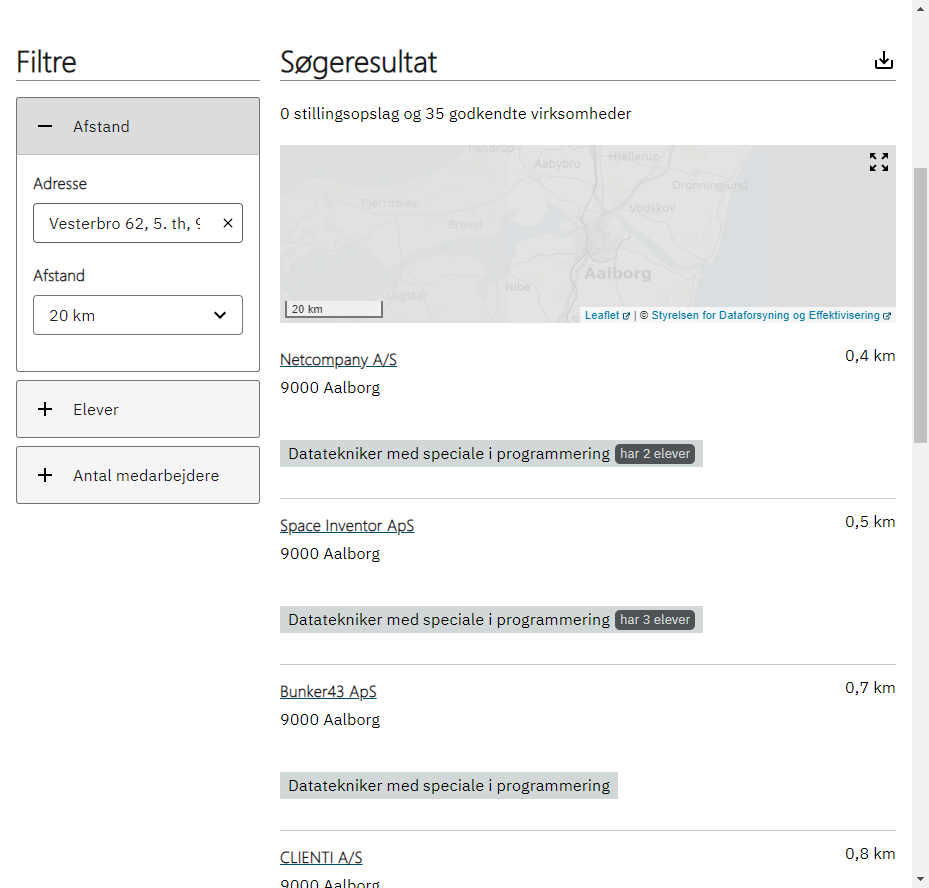 Filtre
Afstand
Adresse
Vesterbro 62, 5. th, 9
Afstand
20 km
Elever
Antal medarbejdere
Søgeresultat
0 stillingsopslag og 35 godkendte virksomheder
Pandrup
Aabybro
Hjallerup
Dronninglund
Fjerritslev
Vodskov
Brovst
Aalborg
Nibe
Løgstør
20 km
Leaflet | © Styrelsen for Dataforsyning og Effektivisering
Netcompany A/S 0,4 km
9000 Aalborg
Datatekniker med speciale i programmering har 2 elever
Space Inventor ApS 0,5 km
9000 Aalborg
Datatekniker med speciale i programmering har 3 elever
Bunker43 ApS 0,7 km
9000 Aalborg
Datatekniker med speciale i programmering
CLIENTI A/S 0,8 km
9000 Aalborg